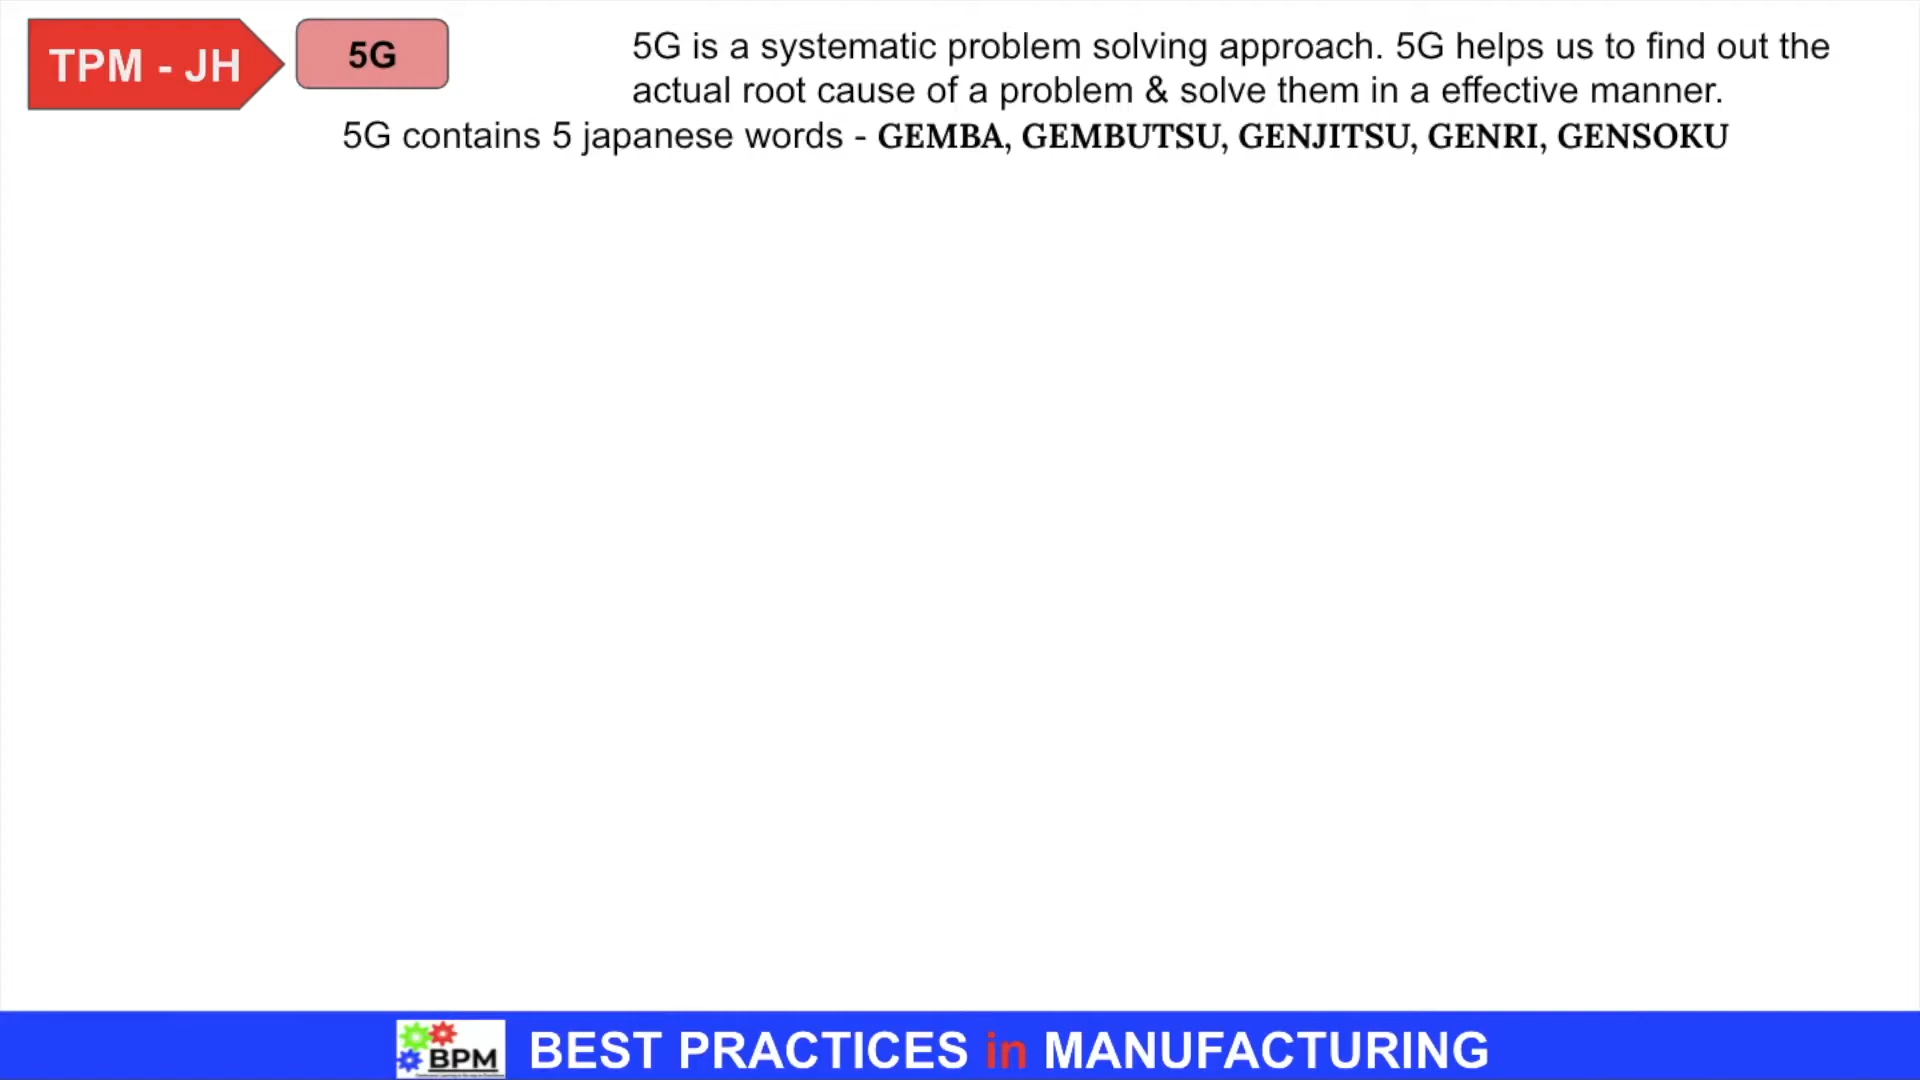 TPM - JH
5G
5G is a systematic problem solving approach. 5G helps us to find out the
actual root cause of a problem & solve them in a effective manner.
5G contains 5 japanese words - GEMBA, GEMBUTSU, GENJITSU, GENRI, GENSOKU
BPM
BEST PRACTICES in MANUFACTURING